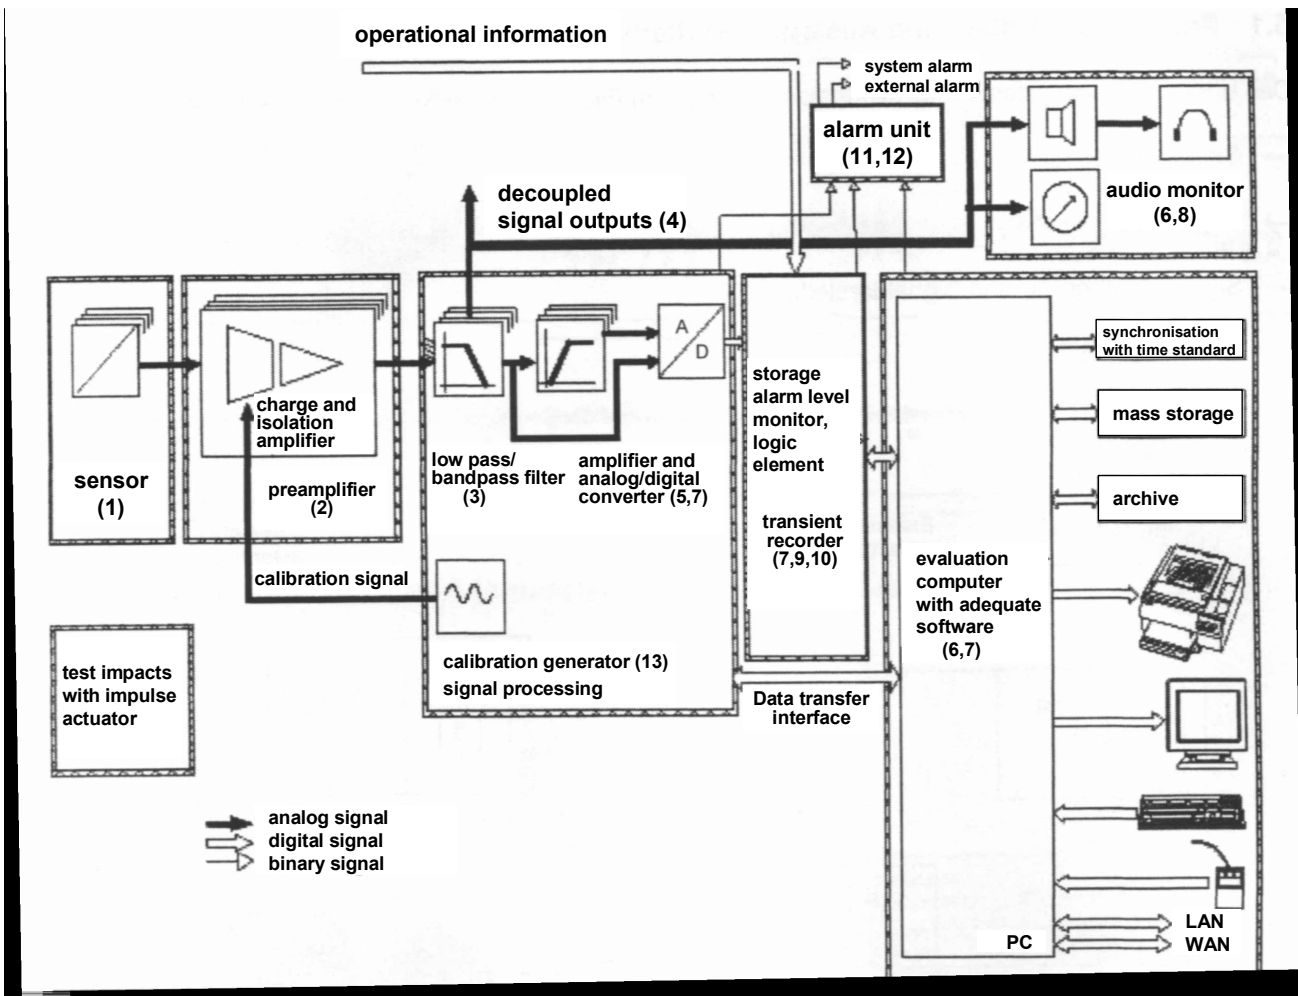 operational information
system alarm
external alarm
alarm unit
(11,12)
audio monitor
(6,8)
decoupled
signal outputs (4)
A
D
synchronisation
with time standard
mass storage
archive
charge and
isolation
amplifier
sensor
(1)
preamplifier
(2)
low pass/
bandpass filter
(3)
amplifier and
analog/digital
converter (5,7)
storage
alarm level
monitor,
logic
element
transient
recorder
(7,9,10)
evaluation
computer
with adequate
software
(6,7)
calibration signal
calibration generator (13)
signal processing
Data transfer
interface
test impacts
with impulse
actuator
analog signal
digital signal
binary signal
PC
LAN
WAN